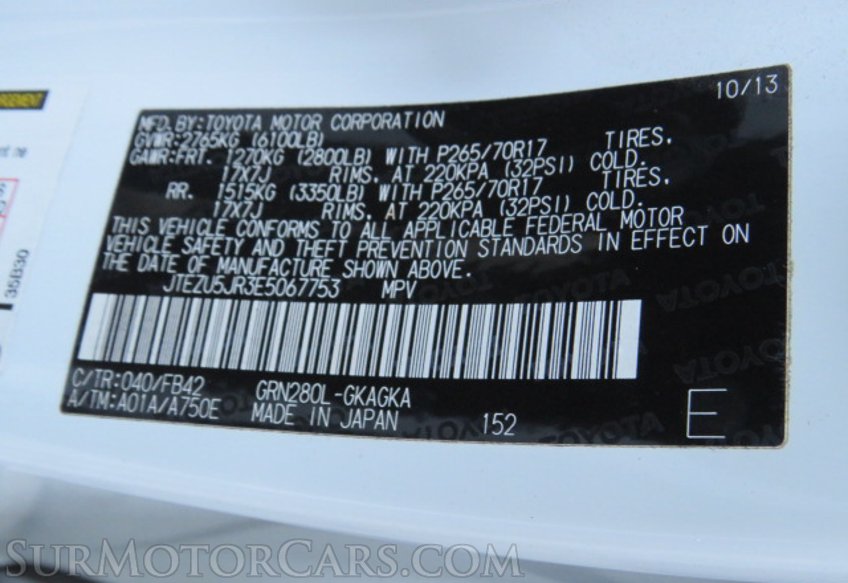 10/13
MFD.BY:TOYOTA MOTOR CORPORATION
GVWR:2765KG (6100LB)
GAWR:FRT. 1270KG (2800LB) WITH P265/70R17 TIRES.
17X7J RIMS. AT 220KPA (32PSI) COLD.
RR. 1515KG (3350LB) WITH P265/70R17 TIRES.
17X7J RIMS. AT 220KPA (32PSI) COLD.
THIS VEHICLE CONFORMS TO ALL APPLICABLE FEDERAL MOTOR
VEHICLE SAFETY AND THEFT PREVENTION STANDARDS IN EFFECT ON
THE DATE OF MANUFACTURE SHOWN ABOVE.
JTEZU5JR3E5067753 MPV
C/TR:040/FB42 GRN280L-GKAGKA
A/TM:A01A/A750E MADE IN JAPAN 152 E
35B30
SurMotorCars.com